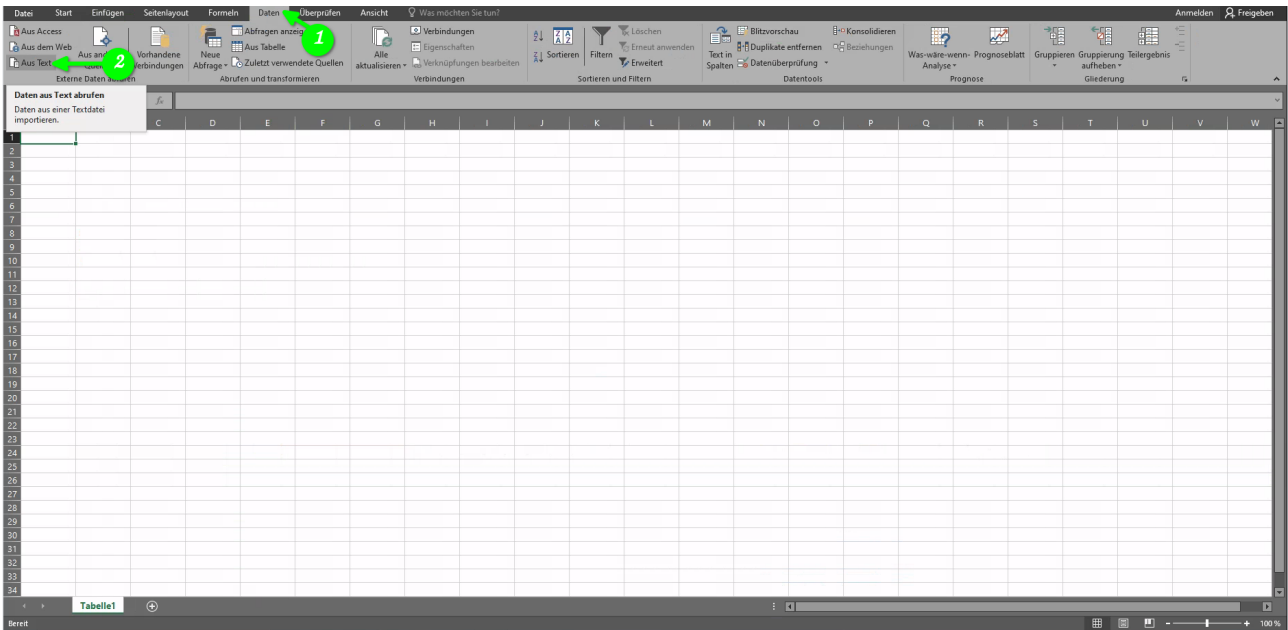 Datei Start Einfügen Seitenlayout Formeln Daten Überprüfen Ansicht Was möchten Sie tun? Anmelden Freigeben
Aus Access
Aus dem Web
Aus Text
Vorhandene
Neue
Abfrage
Aus Tabelle
Zuletzt verwendete Quellen
Alle
aktualisieren
Verbindungen
Eigenschaften
Verknüpfungen bearbeiten
Sortieren
Filtern
Löschen
Erneut anwenden
Erweitert
Text in
Spalten
Blitzvorschau
Duplikate entfernen
Datenüberprüfung
Konsolidieren
Beziehungen
Was-wäre-wenn-
Analyse
Prognoseblatt
Gruppieren
Gruppierung
aufheben
Teilergebnis
Abrufen und transformieren Verbindungen Sortieren und Filtern Datentools Prognose Gliederung
1
2
Daten aus Text abrufen
Daten aus einer Textdatei
importieren.
fx
C D E F G H I J K L M N O P Q R S T U V W
1
2
3
4
5
6
7
8
9
10
11
12
13
14
15
16
17
18
19
20
21
22
23
24
25
26
27
28
29
30
31
32
33
34
Tabelle1
Bereit 100 %